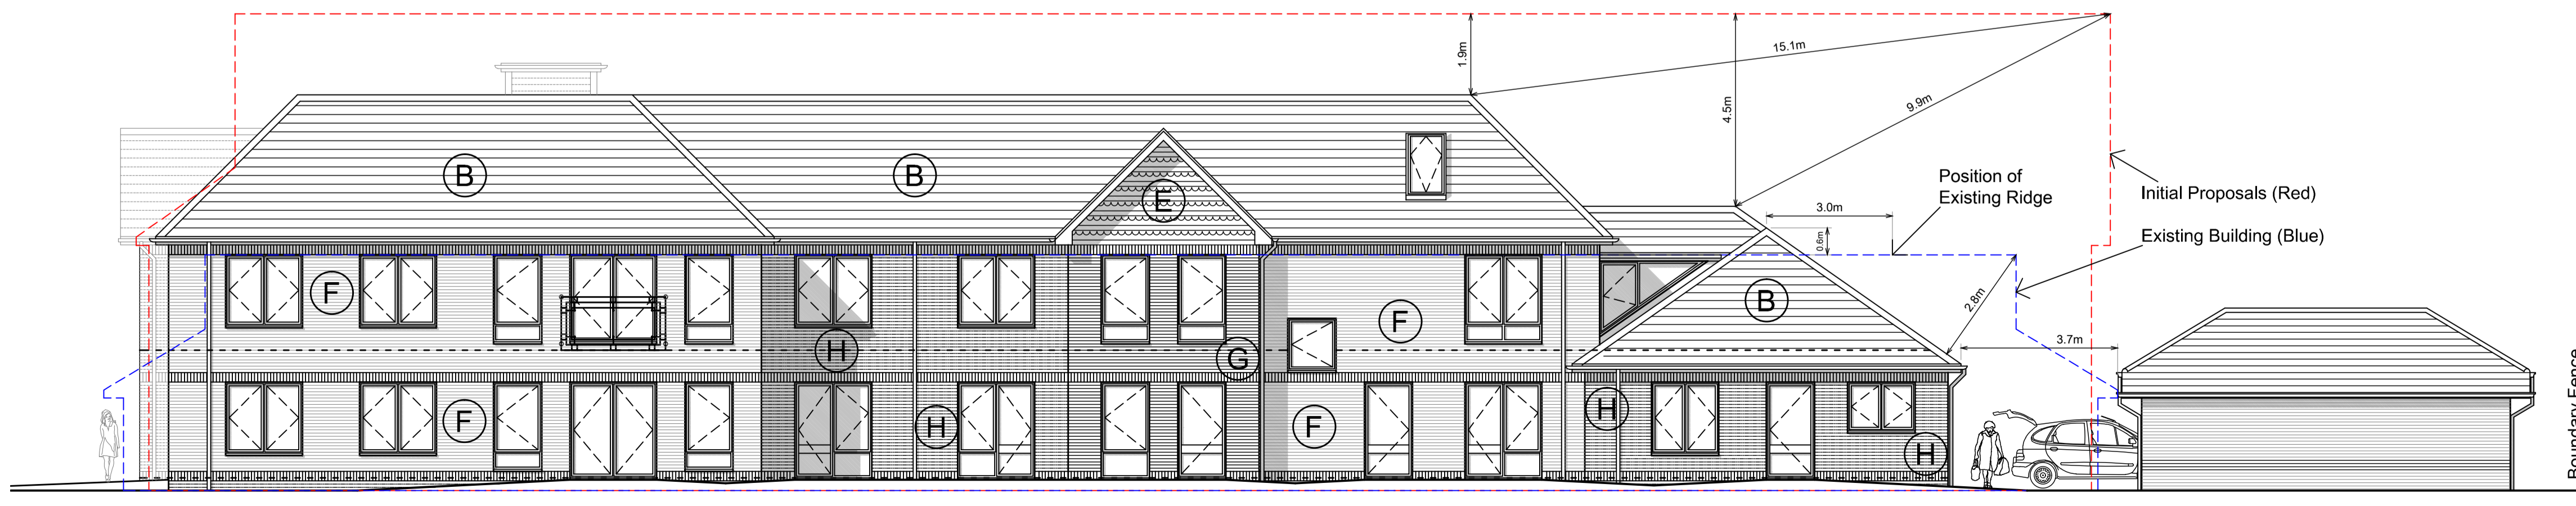 1.9m
15.1m
4.5m
9.9m
B
B
E
Position of
Existing Ridge
Initial Proposals (Red)
3.0m
0.6m
Existing Building (Blue)
F
F
B
2.8m
H
G
3.7m
F
H
F
H
H
Boundary Fence